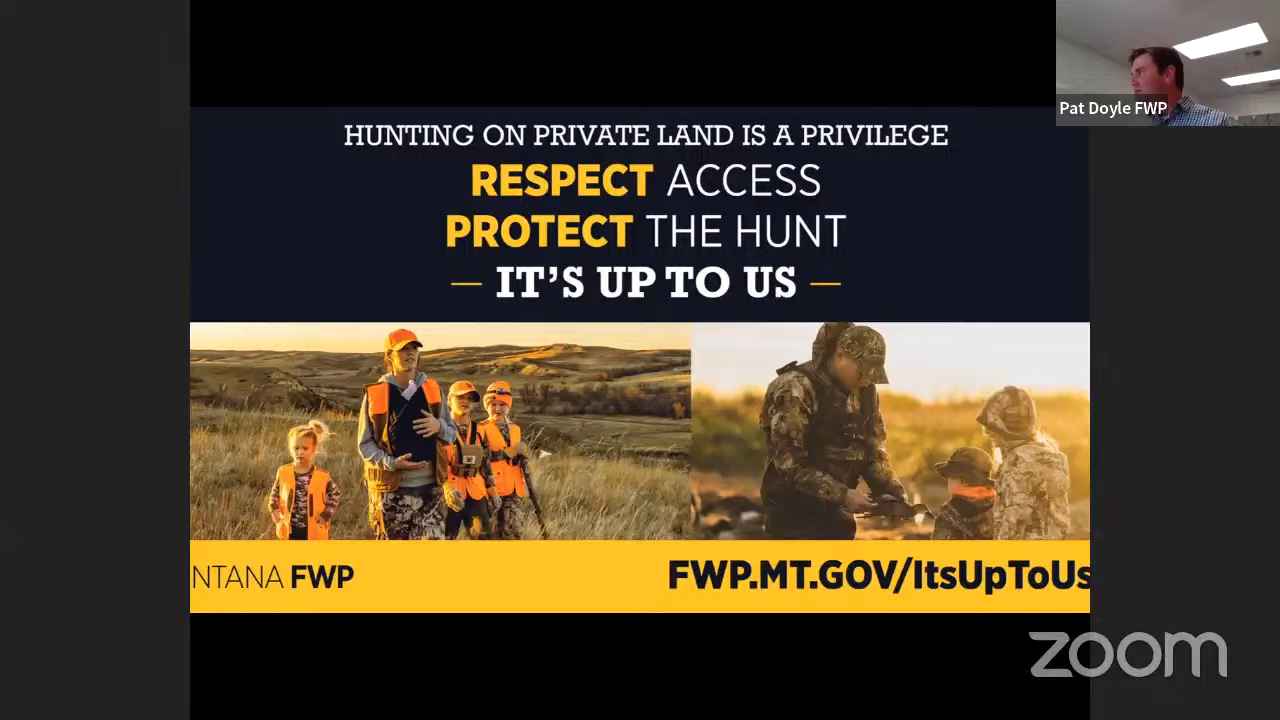 Pat Doyle FWP
HUNTING ON PRIVATE LAND IS A PRIVILEGE
RESPECT ACCESS
PROTECT THE HUNT
— IT'S UP TO US —
NTANA FWP
FWP.MT.GOV/ItsUpToUs
zoom